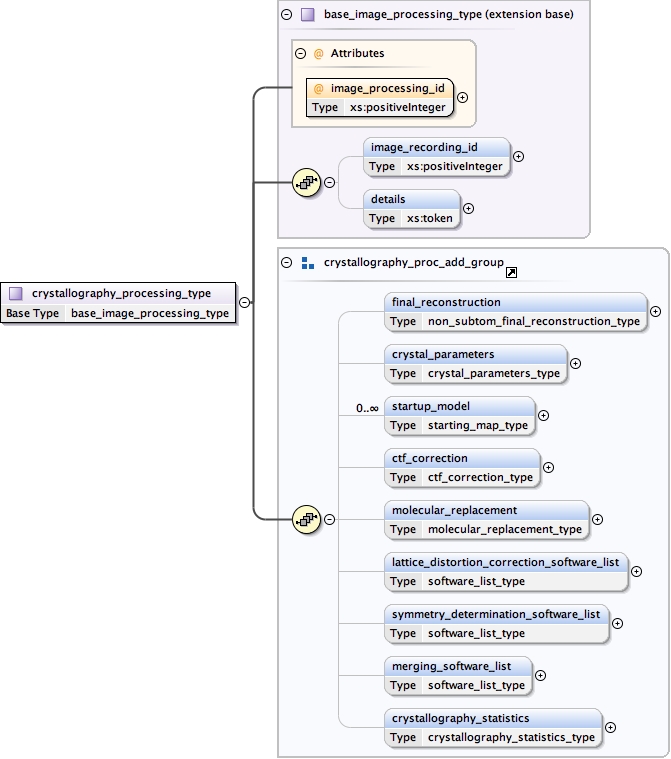 base_image_processing_type (extension base)
@ Attributes
@ image_processing_id
Type xs:positiveInteger
image_recording_id
Type xs:positiveInteger
details
Type xs:token
crystallography_processing_type
Base Type base_image_processing_type
crystallography_proc_add_group
final_reconstruction
Type non_subtom_final_reconstruction_type
crystal_parameters
Type crystal_parameters_type
0..∞
startup_model
Type starting_map_type
ctf_correction
Type ctf_correction_type
molecular_replacement
Type molecular_replacement_type
lattice_distortion_correction_software_list
Type software_list_type
symmetry_determination_software_list
Type software_list_type
merging_software_list
Type software_list_type
crystallography_statistics
Type crystallography_statistics_type